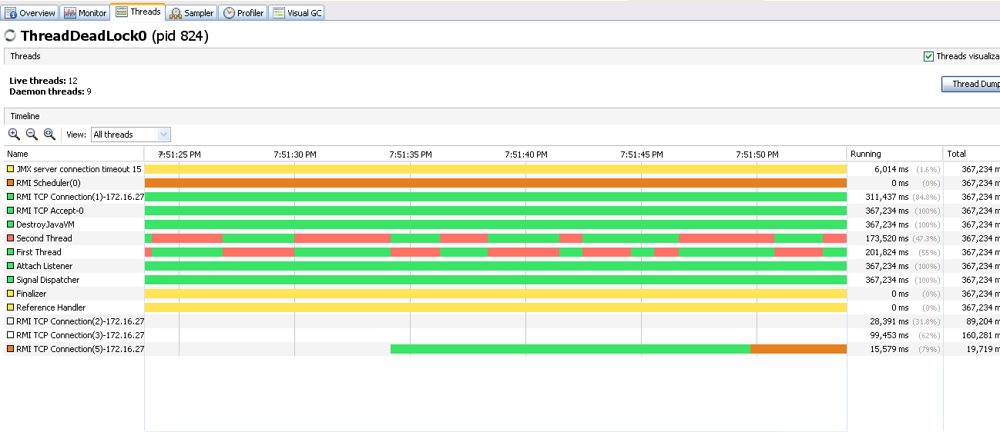 Overview Monitor Threads Sampler Profiler Visual GC
ThreadDeadLock0 (pid 824)
Threads Threads visualiza
Live threads: 12
Daemon threads: 9
Thread Dump
Timeline
View: All threads
Name 7:51:25 PM 7:51:30 PM 7:51:35 PM 7:51:40 PM 7:51:45 PM 7:51:50 PM Running Total
JMX server connection timeout 15 6,014 ms (1.6%) 367,234 m
RMI Scheduler(0) 0 ms (0%) 367,234 m
RMI TCP Connection(1)-172.16.27 311,437 ms (84.8%) 367,234 m
RMI TCP Accept-0 367,234 ms (100%) 367,234 m
DestroyJavaVM 367,234 ms (100%) 367,234 m
Second Thread 173,520 ms (47.3%) 367,234 m
First Thread 201,824 ms (55%) 367,234 m
Attach Listener 367,234 ms (100%) 367,234 m
Signal Dispatcher 367,234 ms (100%) 367,234 m
Finalizer 0 ms (0%) 367,234 m
Reference Handler 0 ms (0%) 367,234 m
RMI TCP Connection(2)-172.16.27 28,391 ms (31.8%) 89,204 m
RMI TCP Connection(3)-172.16.27 99,453 ms (62%) 160,281 m
RMI TCP Connection(5)-172.16.27 15,579 ms (79%) 19,719 m